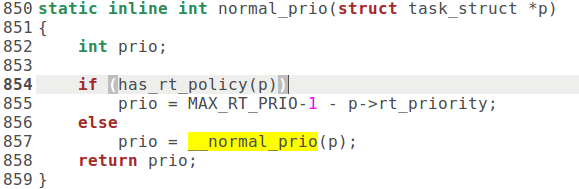 850 static inline int normal_prio(struct task_struct *p)
851 {
852     int prio;
853
854     if (has_rt_policy(p))
855         prio = MAX_RT_PRIO-1 - p->rt_priority;
856     else
857         prio = __normal_prio(p);
858     return prio;
859 }